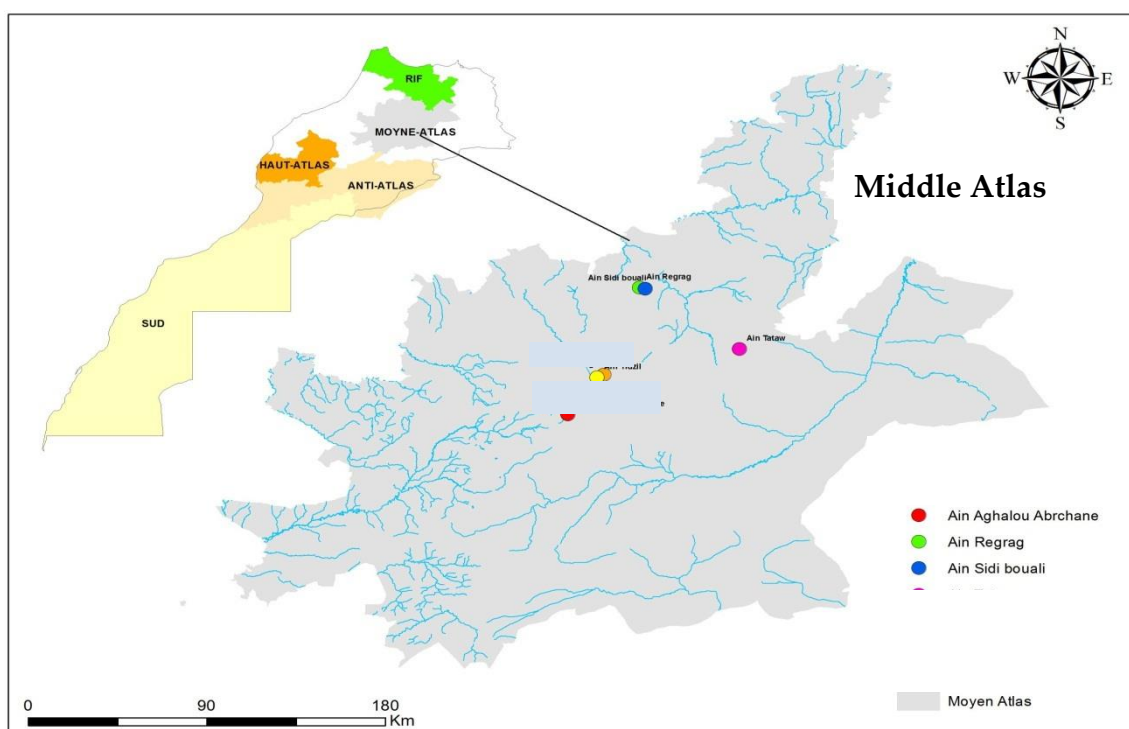 N
W E
S
RIF
MOYNE-ATLAS
HAUT-ATLAS
ANTI-ATLAS
SUD
Middle Atlas
Ain Sidi bouali Ain Regrag
Ain Tataw
Ain Aghalou Abrchane
Ain Regrag
Ain Sidi bouali
Moyen Atlas
0 90 180
Km